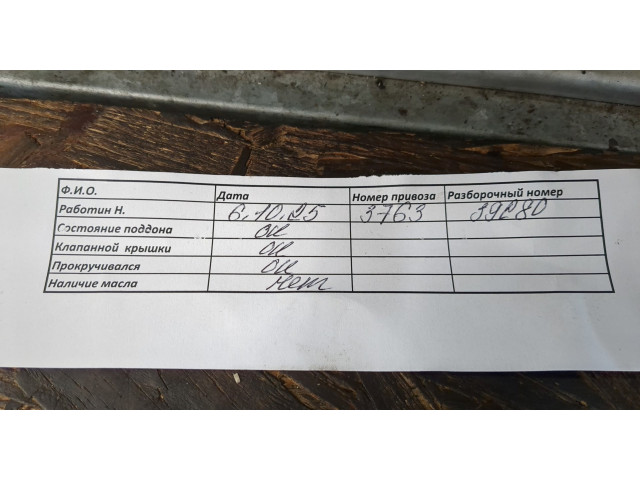 Ф.И.О. Дата Номер привоза Разборочный номер
Работин Н. 6.10.25 3763 39280
Состояние поддона ок
Клапанной крышки ок
Прокручивался ок
Наличие масла нет